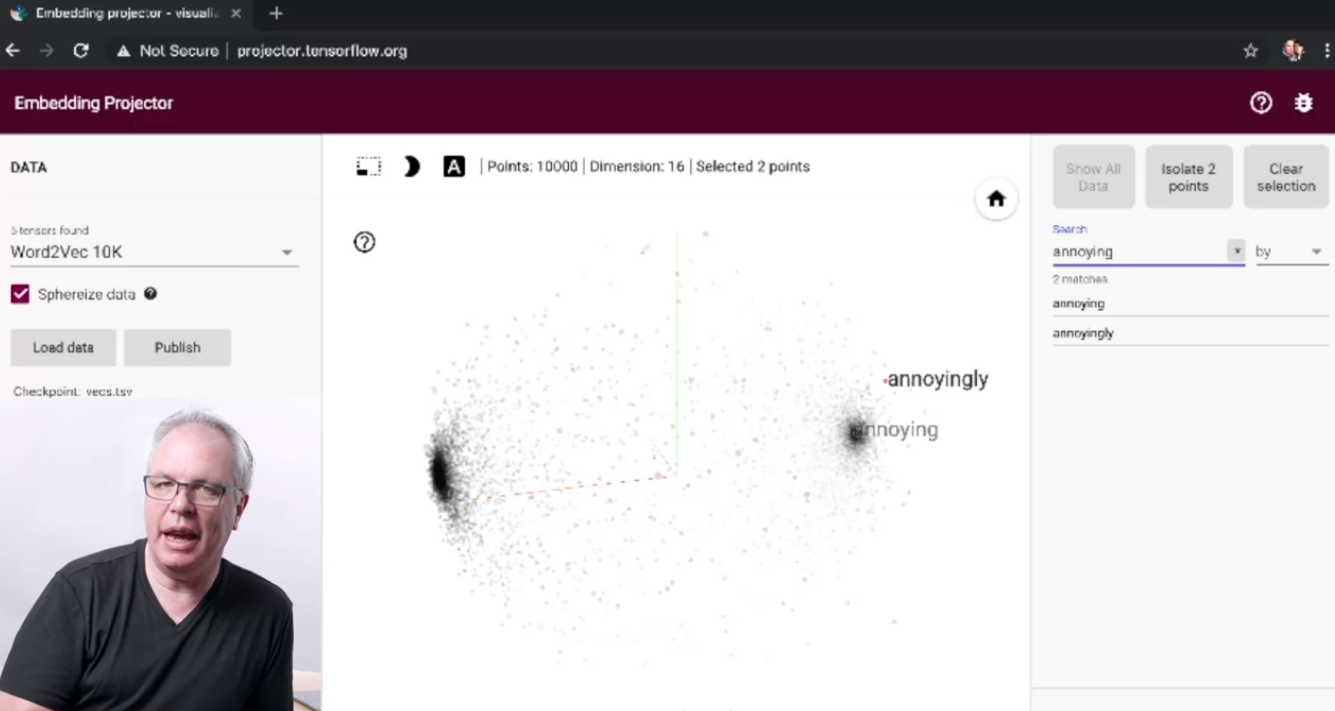 Embedding projector - visuali
Not Secure | projector.tensorflow.org
Embedding Projector
DATA
5 tensors found
Word2Vec 10K
Sphereize data
Load data
Publish
Checkpoint: vecs.tsv
A | Points: 10000 | Dimension: 16 | Selected 2 points
annoyingly
annoying
Show All Data
Isolate 2 points
Clear selection
Search
annoying
by
2 matches.
annoying
annoyingly